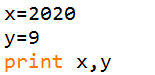 x=2020
y=9
print x,y